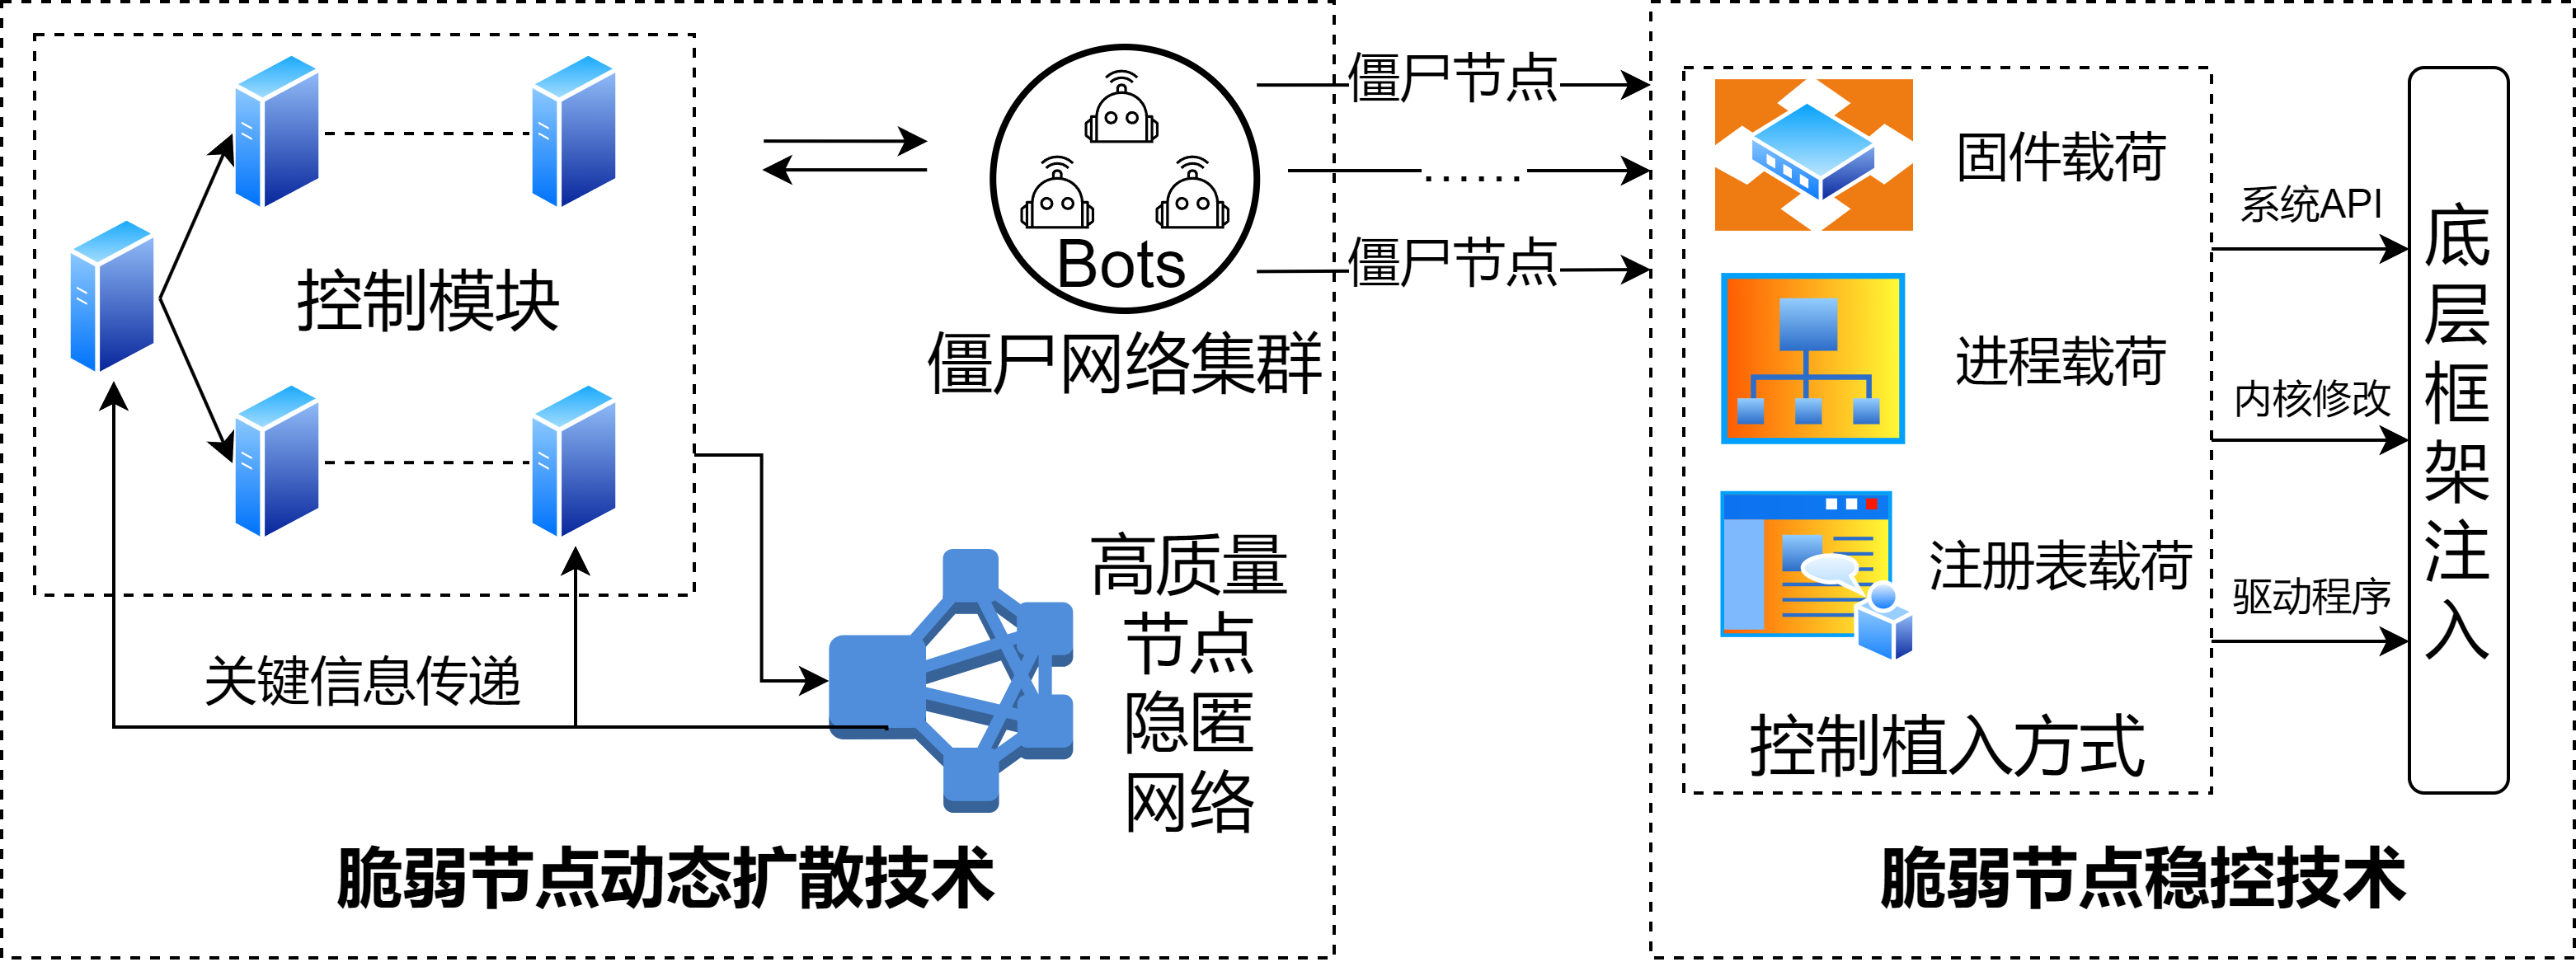 控制模块
Bots
僵尸网络集群
关键信息传递
高质量
节点
隐匿
网络
脆弱节点动态扩散技术
僵尸节点
......
僵尸节点
固件载荷
进程载荷
注册表载荷
控制植入方式
系统API
内核修改
驱动程序
底层框架注入
脆弱节点稳控技术